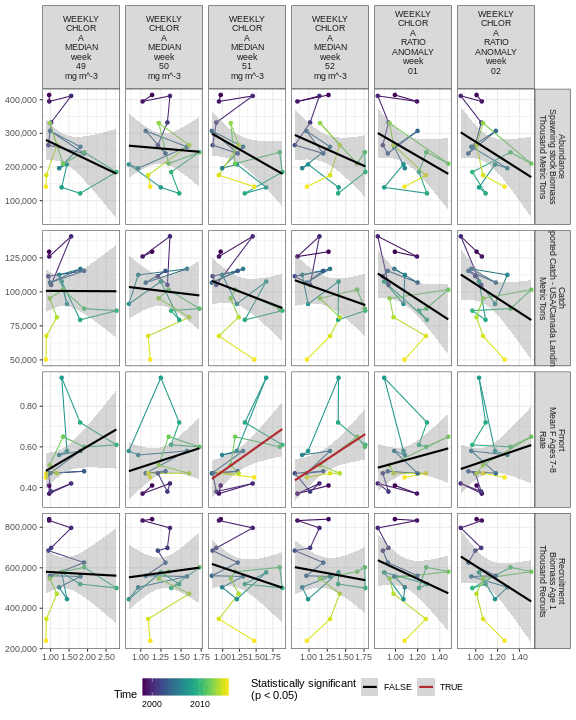 WEEKLY
CHLOR
A
MEDIAN
week
49
mg m^-3
WEEKLY
CHLOR
A
MEDIAN
week
50
mg m^-3
WEEKLY
CHLOR
A
MEDIAN
week
51
mg m^-3
WEEKLY
CHLOR
A
MEDIAN
week
52
mg m^-3
WEEKLY
CHLOR
A
RATIO
ANOMALY
week
01
WEEKLY
CHLOR
A
RATIO
ANOMALY
week
02
400,000
300,000
200,000
100,000
Abundance
Spawning stock Biomass
Thousand Metric Tons
125,000
100,000
75,000
50,000
Catch
ported Catch - USA/Canada Landin
Metric Tons
0.80
0.60
0.40
Fmort
Mean F Ages 7-8
Rate
800,000
600,000
400,000
200,000
Recruitment
Biomass Age 1
Thousand Recruits
1.00 1.50 2.00 2.50
1.00 1.25 1.50 1.75
1.00 1.25 1.50 1.75
1.00 1.25 1.50 1.75
1.00 1.20 1.40
1.00 1.20 1.40
Time
2000 2010
Statistically significant
(p < 0.05)
FALSE
TRUE